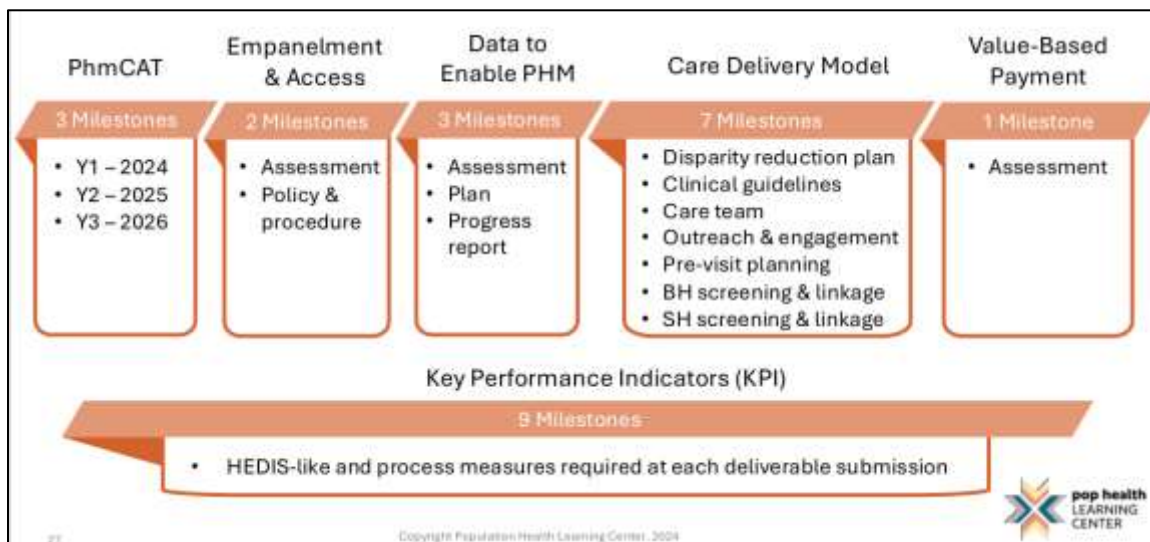 PhmCAT
3 Milestones
• Y1 – 2024
• Y2 – 2025
• Y3 – 2026
Empanelment
& Access
2 Milestones
• Assessment
• Policy &
procedure
Data to
Enable PHM
3 Milestones
• Assessment
• Plan
• Progress
report
Care Delivery Model
7 Milestones
• Disparity reduction plan
• Clinical guidelines
• Care team
• Outreach & engagement
• Pre-visit planning
• BH screening & linkage
• SH screening & linkage
Value-Based
Payment
1 Milestone
• Assessment
Key Performance Indicators (KPI)
9 Milestones
• HEDIS-like and process measures required at each deliverable submission
pop health
LEARNING
CENTER
Copyright Population Health Learning Center, 2024